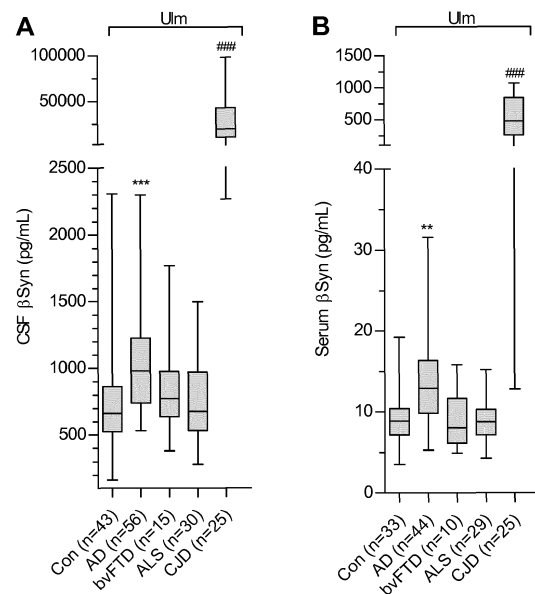 A
Ulm
###
100000
50000
2500
2000
1500
1000
500
***
CSF βSyn (pg/mL)
Con (n=43)
AD (n=56)
bvFTD (n=15)
ALS (n=30)
CJD (n=25)
B
Ulm
###
1500
1000
500
40
30
20
10
0
**
Serum βSyn (pg/mL)
Con (n=33)
AD (n=44)
bvFTD (n=10)
ALS (n=29)
CJD (n=25)